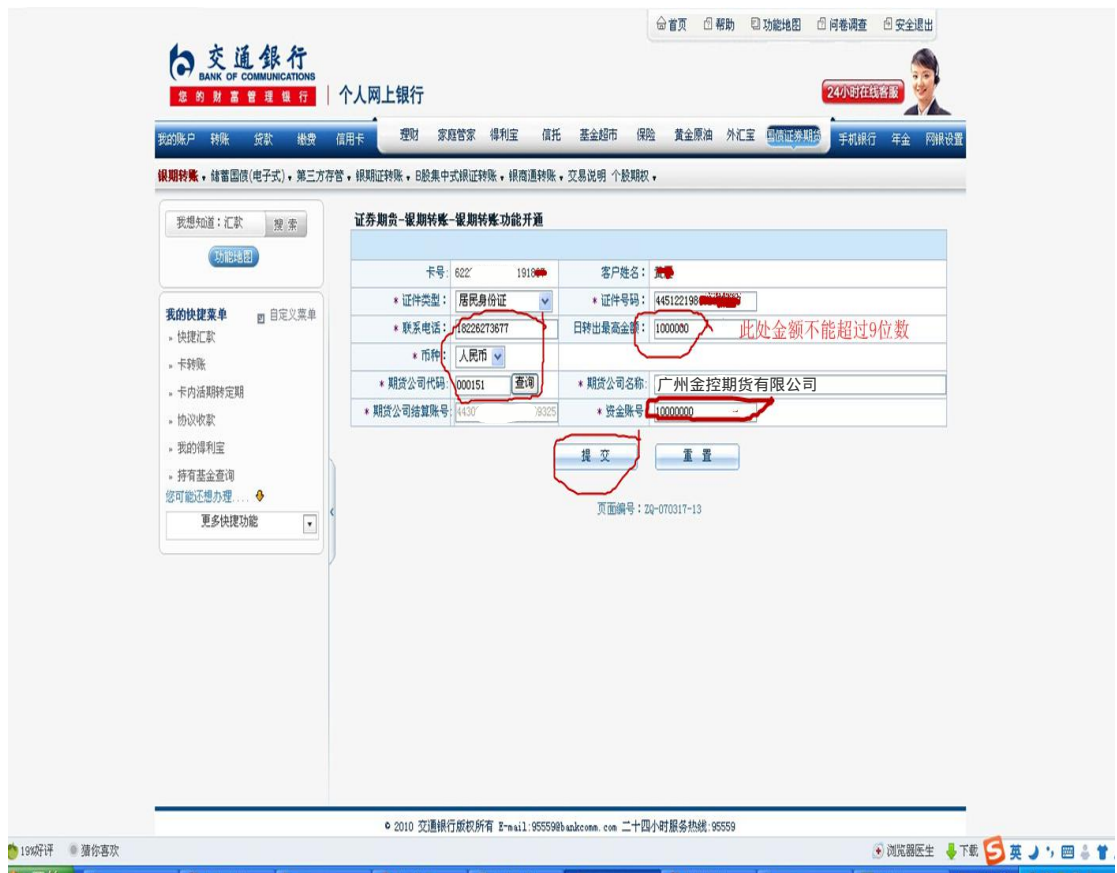 首页 帮助 功能地图 问卷调查 安全退出
交通銀行
BANK OF COMMUNICATIONS
您的财富管理银行
个人网上银行
24小时在线客服
我的账户 转账 贷款 缴费 信用卡 理财 家庭管家 得利宝 信托 基金超市 保险 黄金原油 外汇宝 国债证券期货 手机银行 年金 网银设置
银期转账 储蓄国债(电子式) 第三方存管 银期证转账 B股集中式银证转账 银商通转账 交易说明 个股期权
我想知道：汇款 搜索
功能地图
我的快捷菜单 自定义菜单
» 快捷汇款
» 卡转账
» 卡内活期转定期
» 协议收款
» 我的得利宝
» 持有基金查询
您可能还想办理....
更多快捷功能
证券期货-银期转账-银期转账功能开通
卡号: 622 191 客户姓名：
* 证件类型： 居民身份证 * 证件号码： 445122198
* 联系电话： 18226273677 日转出最高金额： 1000000 此处金额不能超过9位数
* 币种： 人民币
* 期货公司代码: 000151 查询 * 期货公司名称: 广州金控期货有限公司
* 期货公司结算账号: 4430 9325 * 资金账号 10000000
提交 重置
页面编号：ZQ-070317-13
© 2010 交通银行版权所有 E-mail:95559@bankcomm.com 二十四小时服务热线:95559
19%好评 猜你喜欢 浏览器医生 下载 英